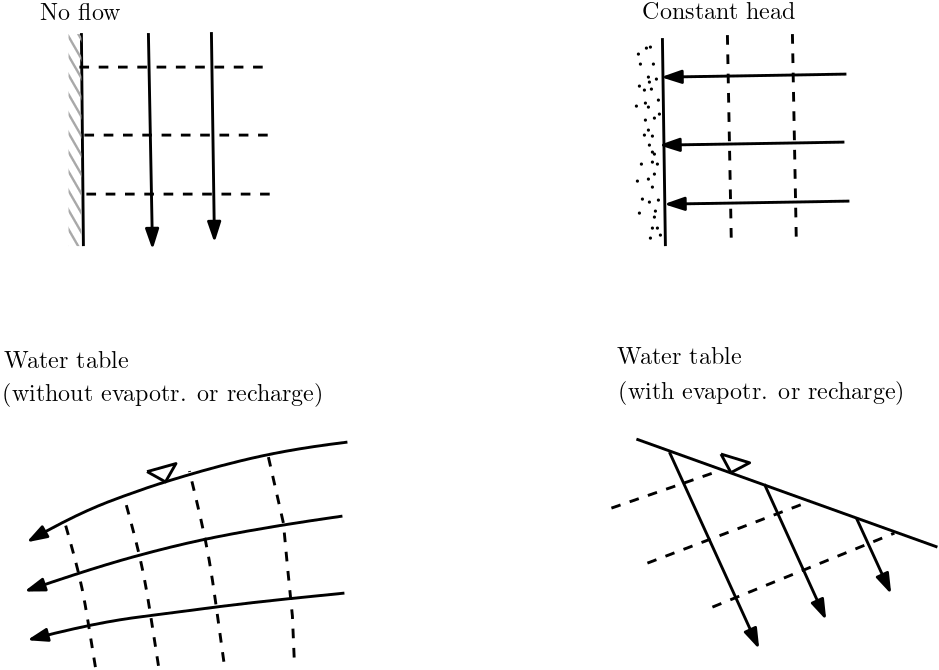 No flow
Constant head
Water table
(without evapotr. or recharge)
Water table
(with evapotr. or recharge)